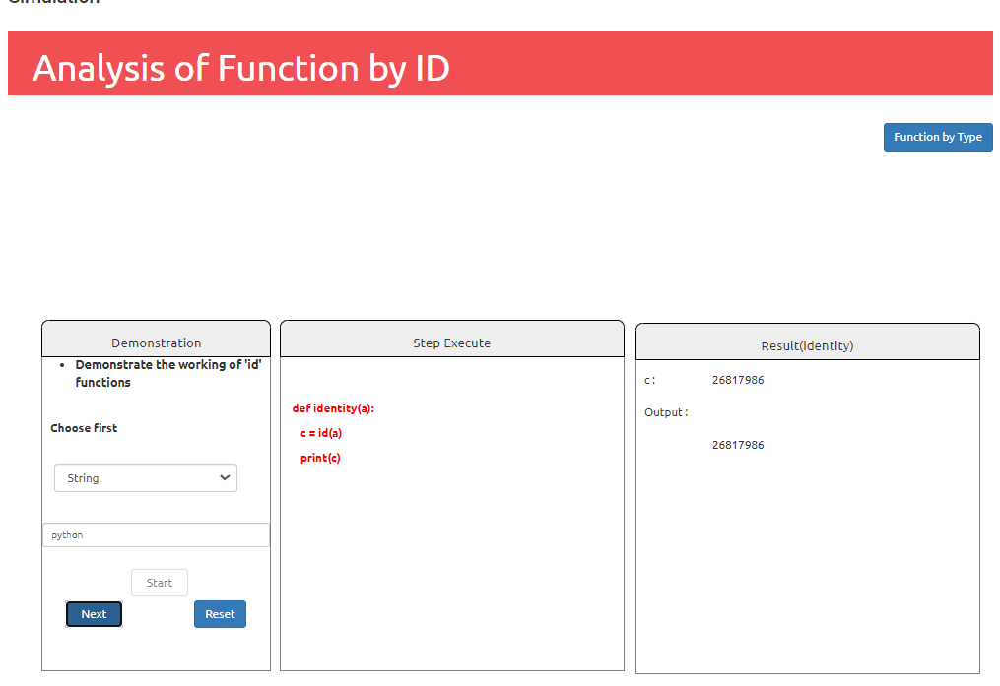 Simulation
Analysis of Function by ID
Function by Type
Demonstration
Demonstrate the working of 'id'
functions
Choose first
String
python
Start
Next
Reset
Step Execute
def identity(a):
c = id(a)
print(c)
Result(identity)
c: 26817986
Output:
26817986